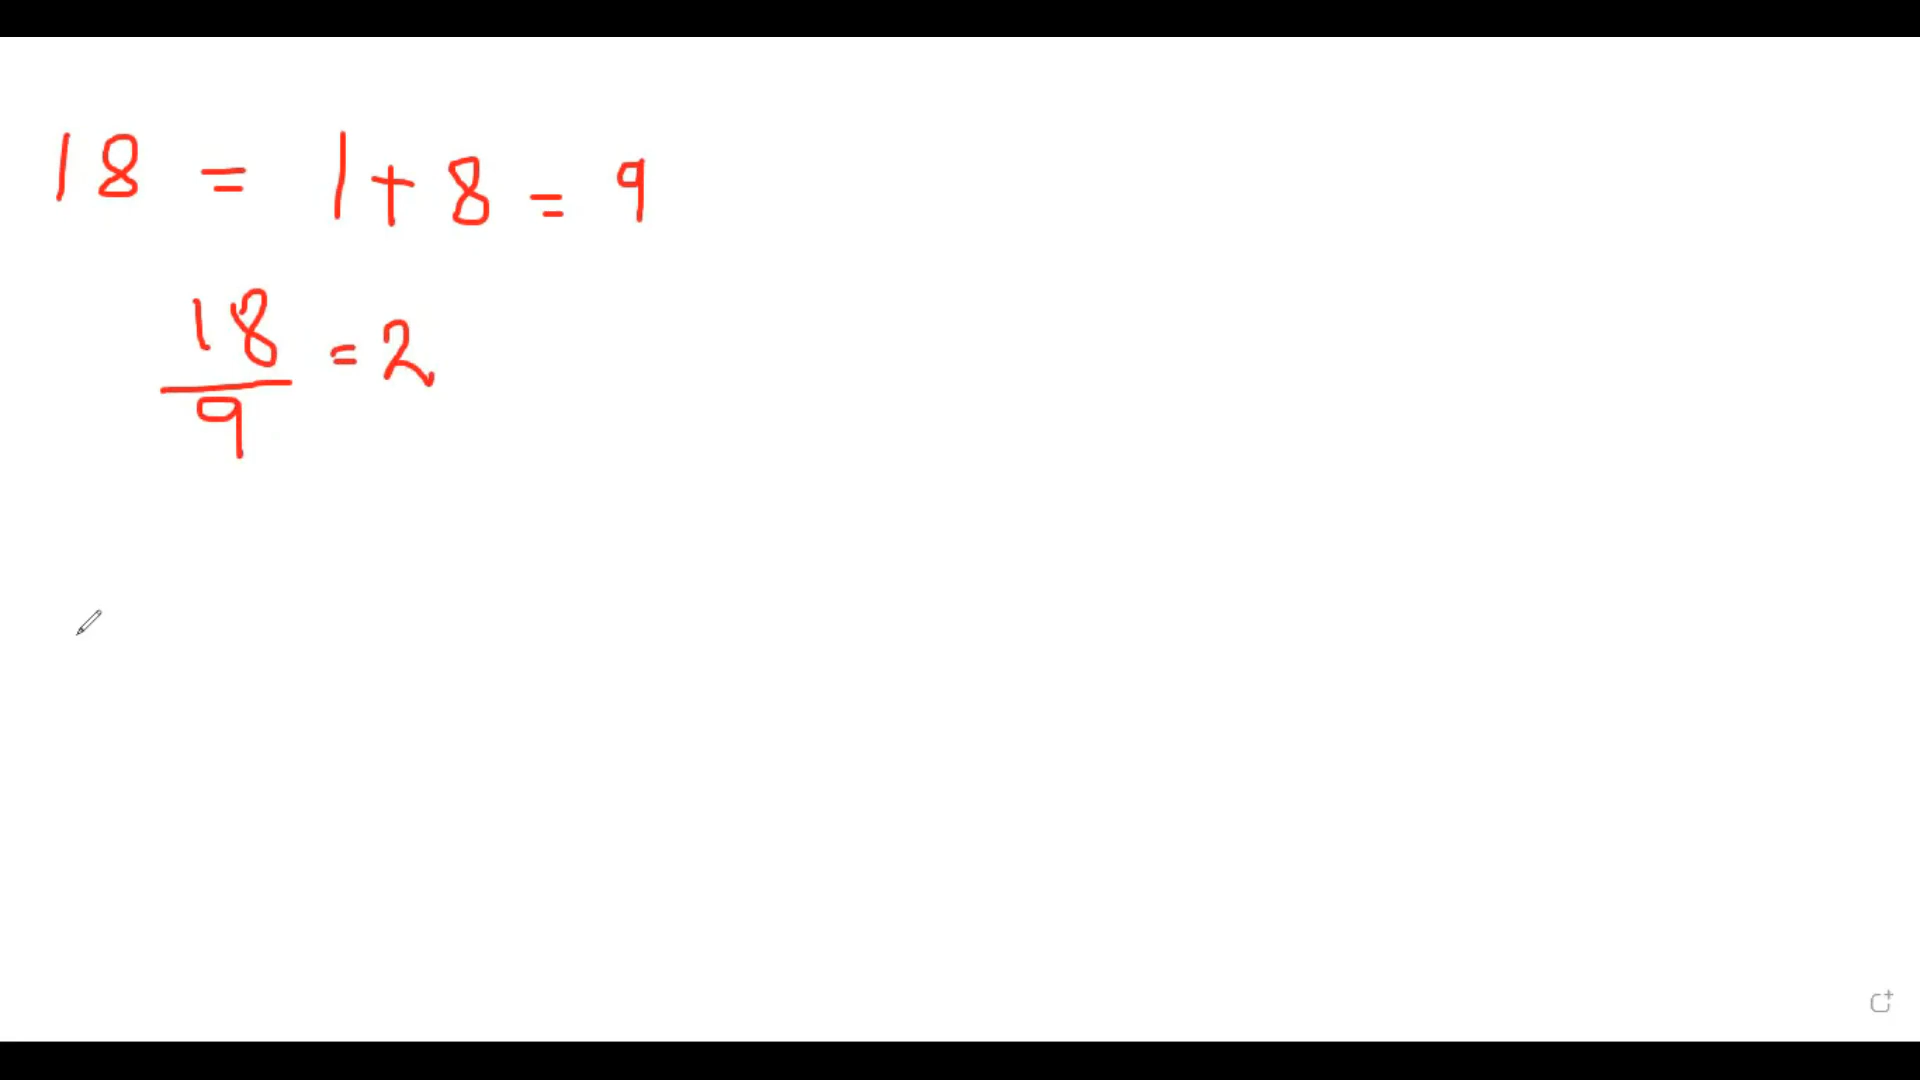 18 = 1+8 = 9
18
9
= 2